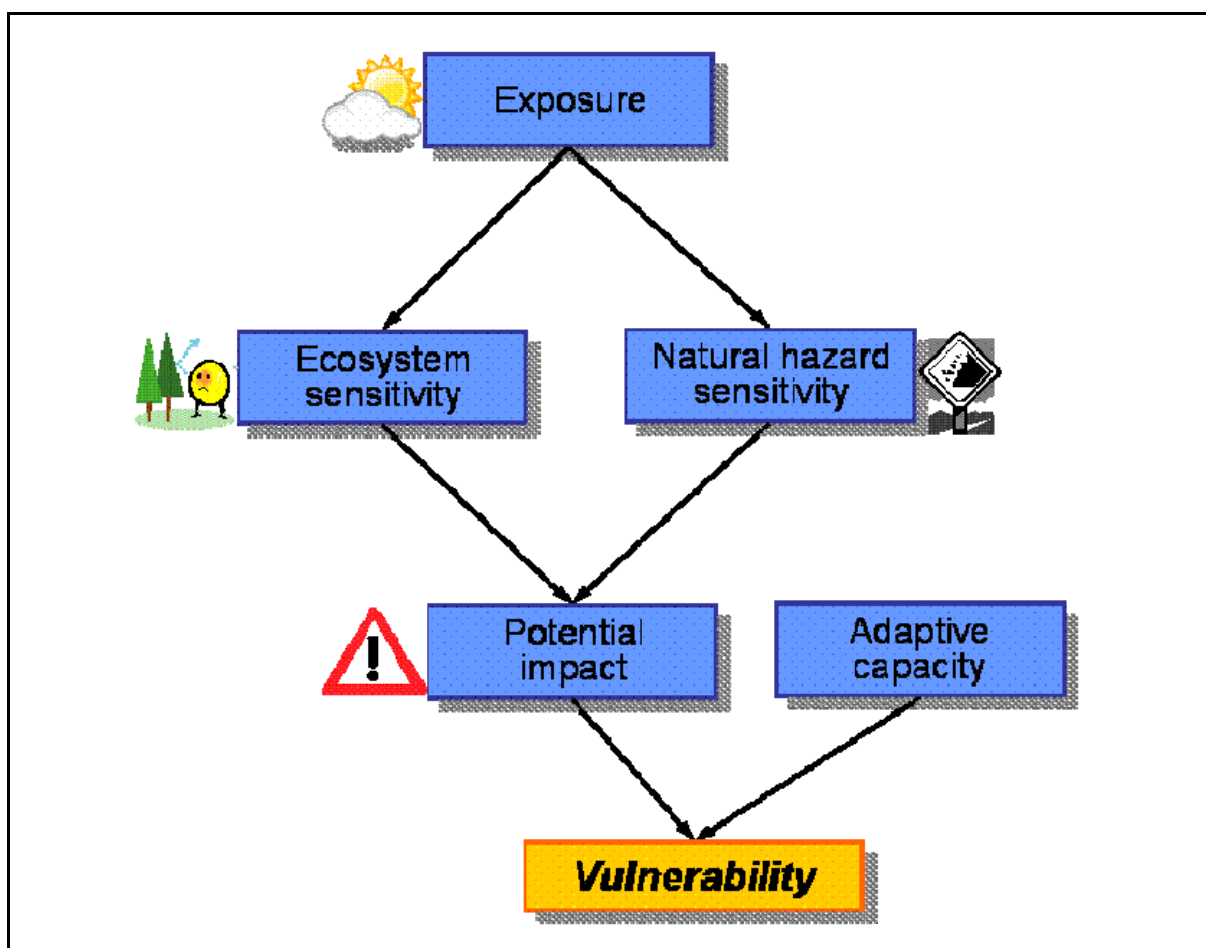 Exposure
Ecosystem
sensitivity
Natural hazard
sensitivity
!
Potential
impact
Adaptive
capacity
Vulnerability